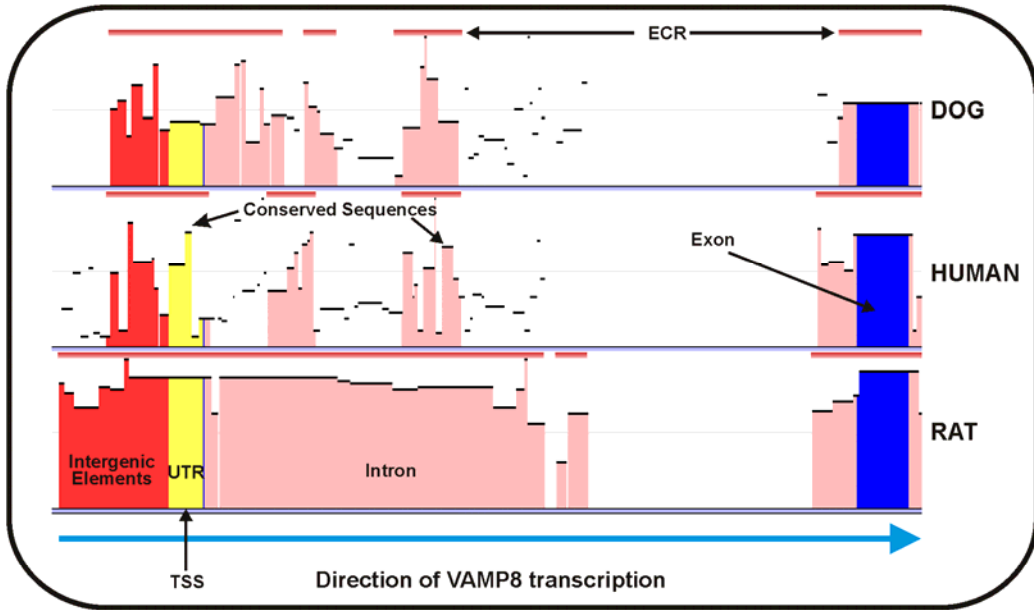 ECR
DOG
Conserved Sequences
Exon
HUMAN
Intergenic
Elements
UTR
Intron
RAT
TSS
Direction of VAMP8 transcription